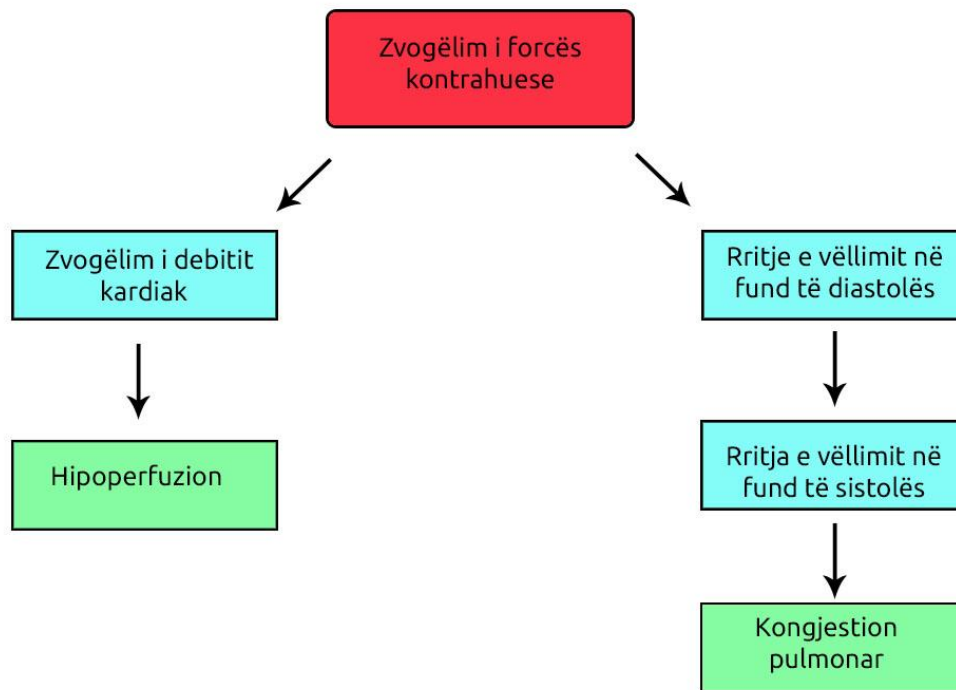 Zvogëlim i forcës
kontrahuese
Zvogëlim i debitit
kardiak
Rritje e vëllimit në
fund të diastolës
Hipoperfuzion
Rritja e vëllimit në
fund të sistolës
Kongjestion
pulmonar